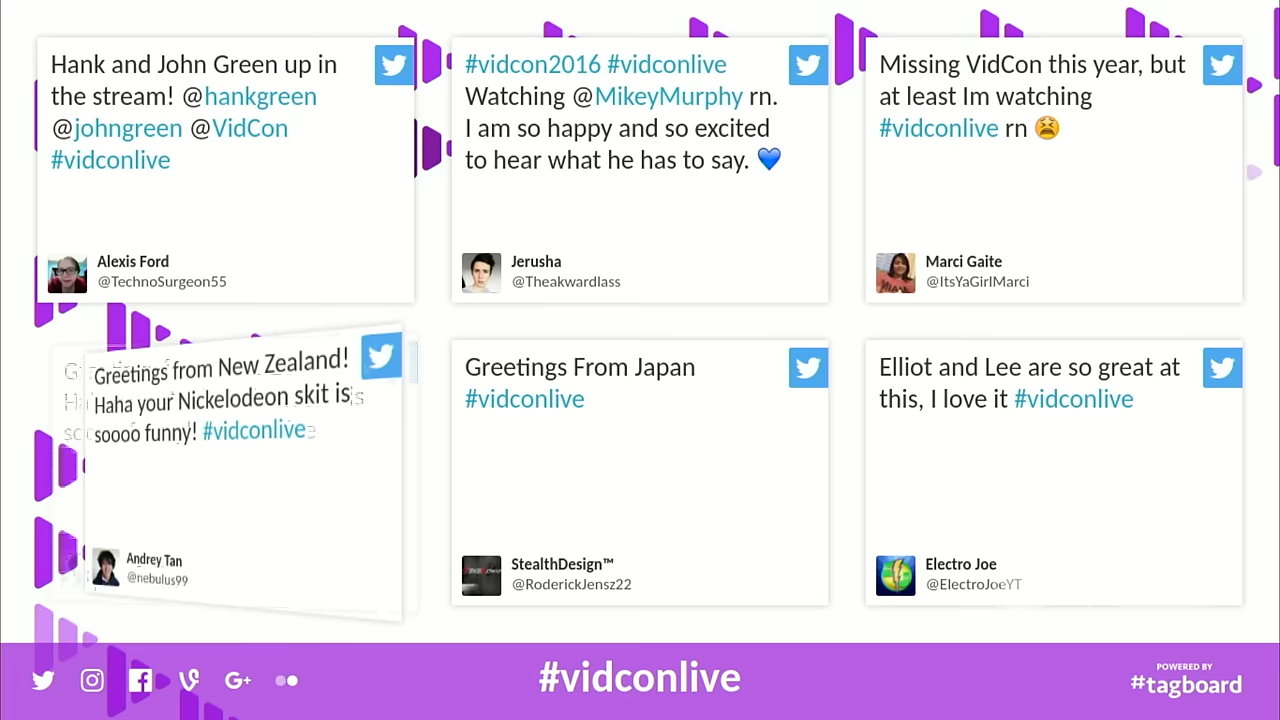 Hank and John Green up in
the stream! @hankgreen
@johngreen @VidCon
#vidconlive
Alexis Ford
@TechnoSurgeon55
#vidcon2016 #vidconlive
Watching @MikeyMurphy rn.
I am so happy and so excited
to hear what he has to say. 💙
Jerusha
@Theakwardlass
Missing VidCon this year, but
at least Im watching
#vidconlive rn 😫
Marci Gaite
@ItsYaGirlMarci
Greetings from New Zealand!
Haha your Nickelodeon skit is
soooo funny! #vidconlive
Andrey Tan
@nebulus99
Greetings From Japan
#vidconlive
StealthDesign™
@RoderickJensz22
Elliot and Lee are so great at
this, I love it #vidconlive
Electro Joe
@ElectroJoeYT
#vidconlive
POWERED BY
#tagboard